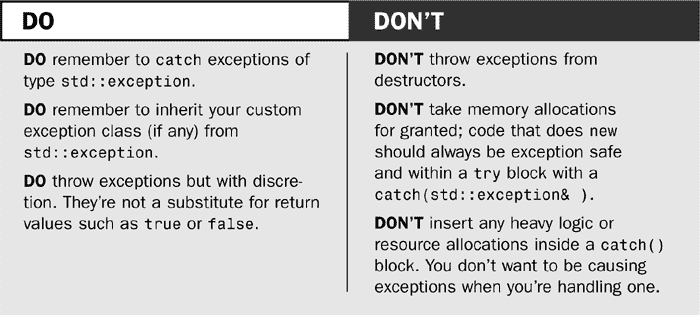 DO
DO remember to catch exceptions of
type std::exception.
DO remember to inherit your custom
exception class (if any) from
std::exception.
DO throw exceptions but with discre-
tion. They're not a substitute for return
values such as true or false.
DON'T
DON'T throw exceptions from
destructors.
DON'T take memory allocations
for granted; code that does new
should always be exception safe
and within a try block with a
catch(std::exception& ).
DON'T insert any heavy logic or
resource allocations inside a catch()
block. You don't want to be causing
exceptions when you're handling one.